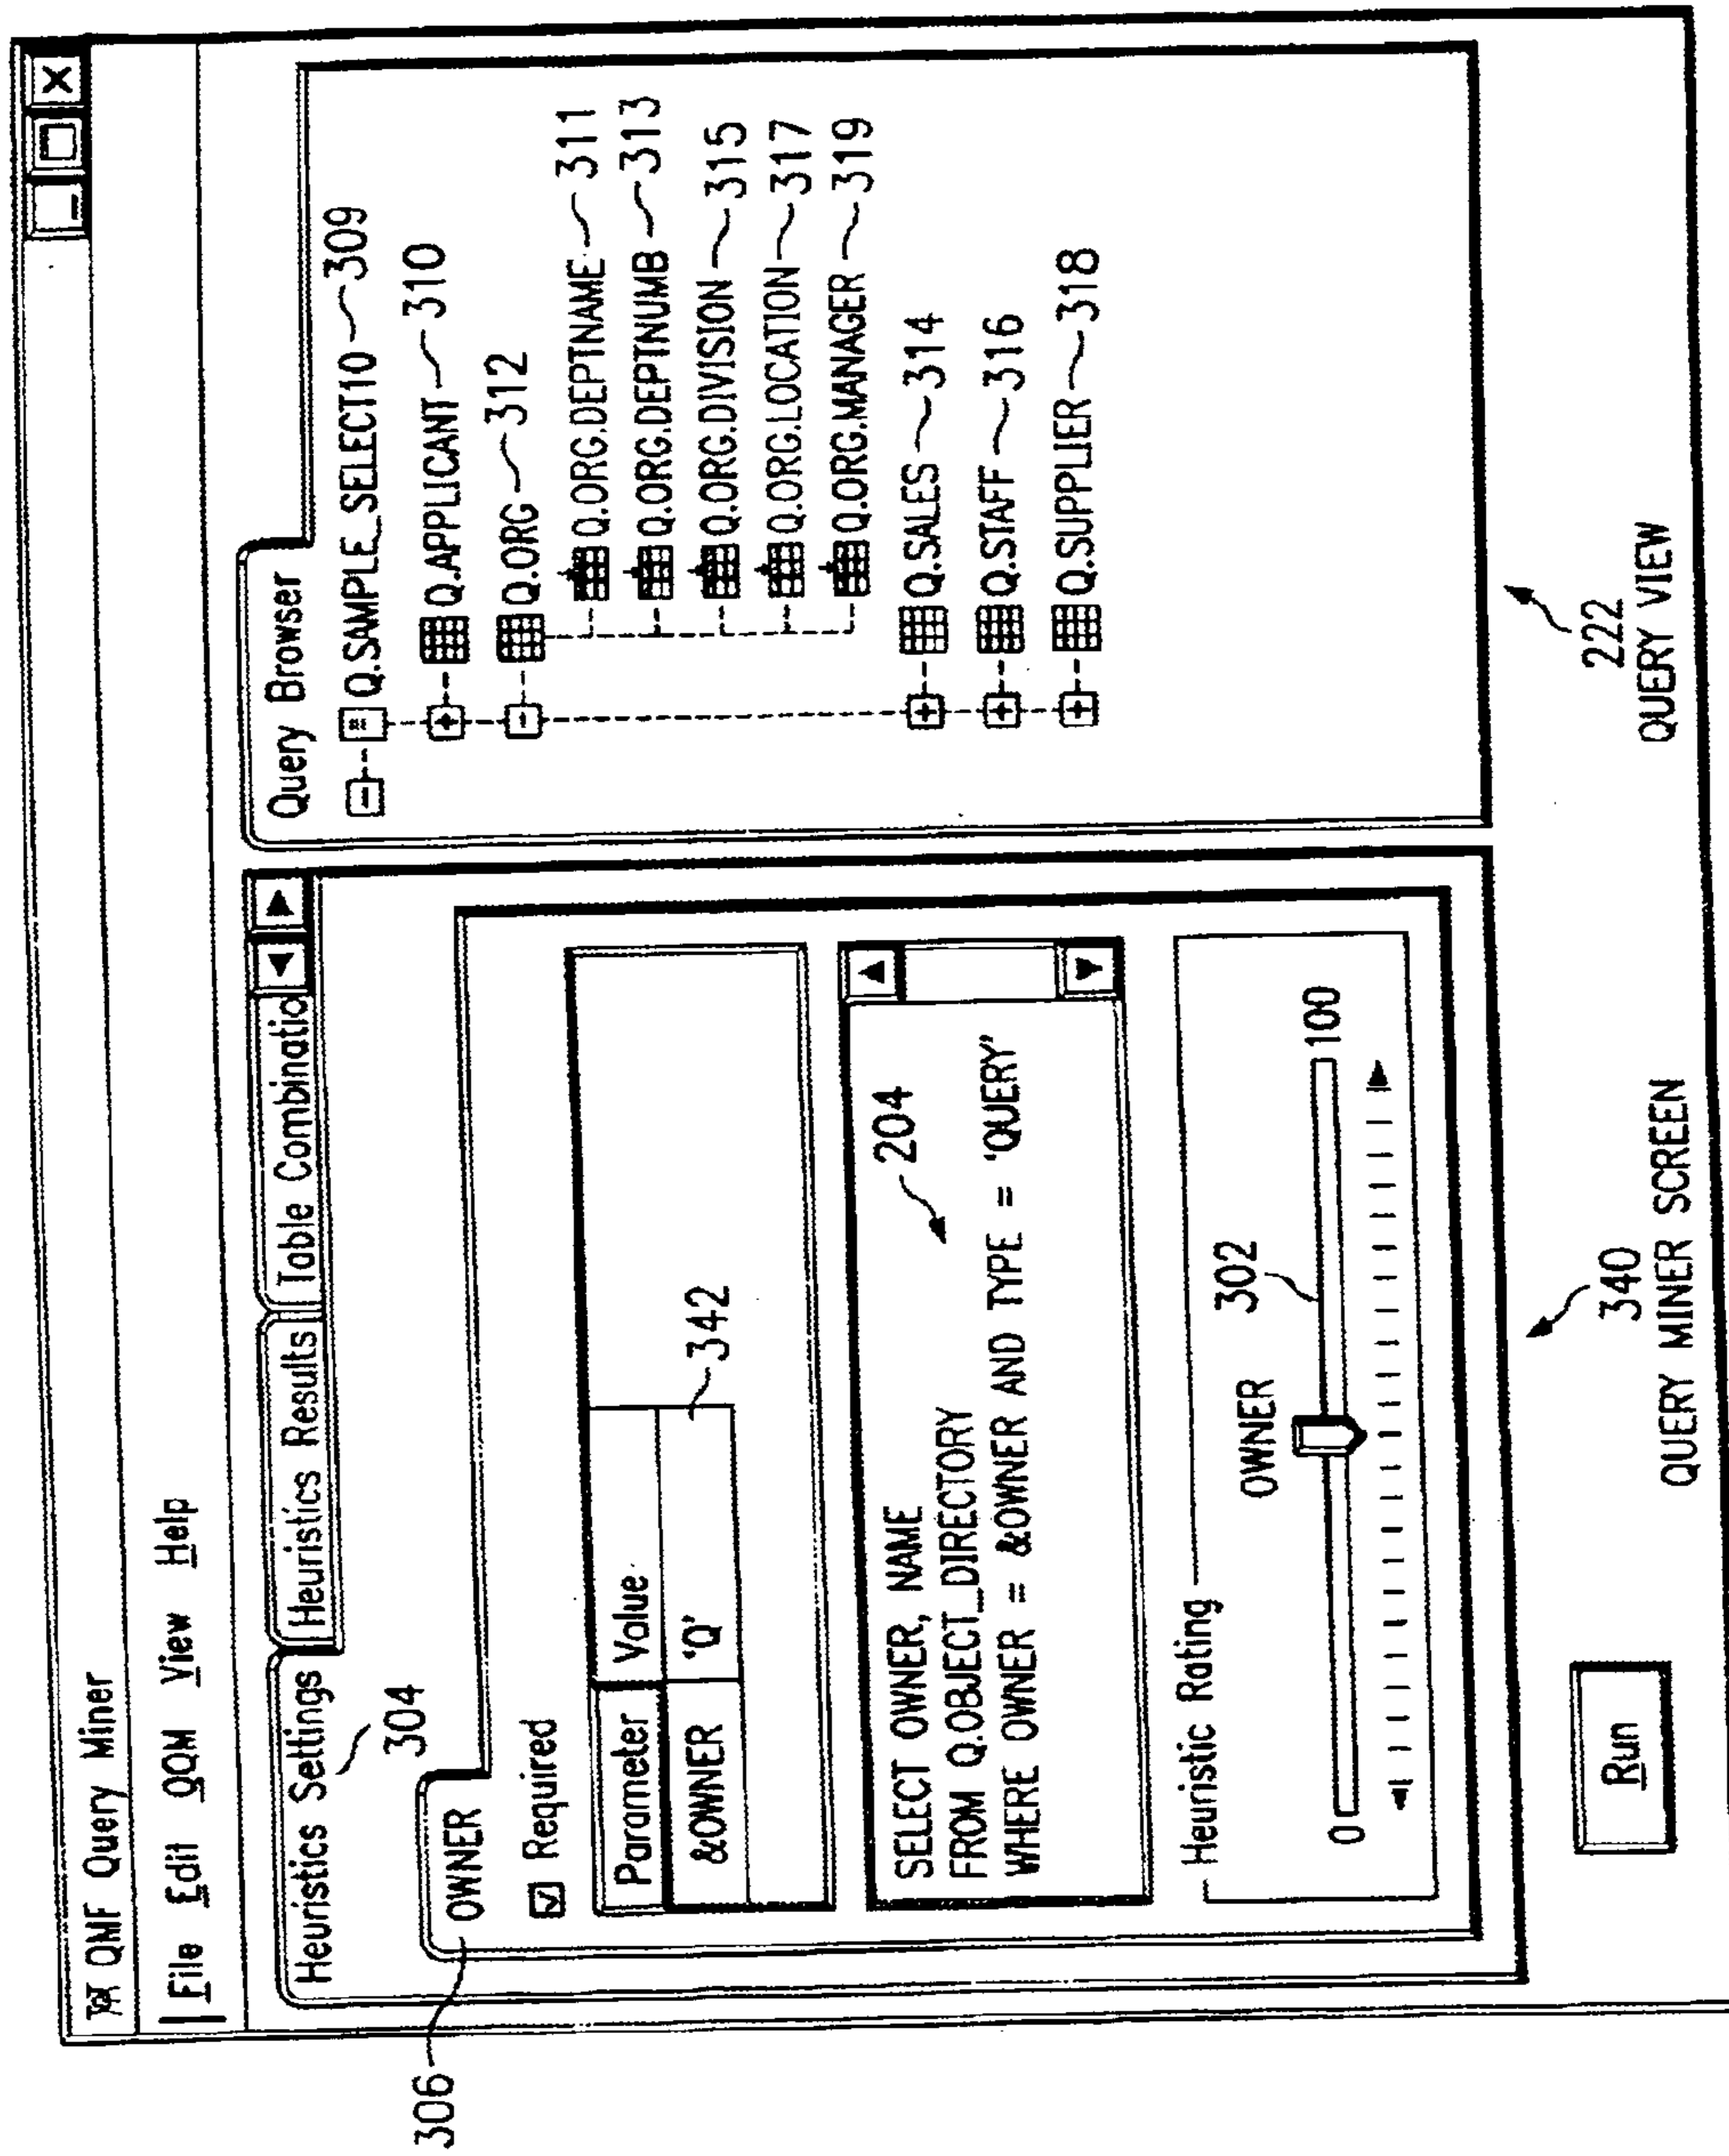 QMF Query Miner
File Edit QQM View Help
Heuristics Settings Heuristics Results Table Combinatio
304
306
OWNER
Required
Parameter Value
&OWNER 'Q'
342
204
SELECT OWNER, NAME
FROM Q.OBJECT_DIRECTORY
WHERE OWNER = &OWNER AND TYPE = 'QUERY'
Heuristic Rating
OWNER
302
0
100
Run
340
QUERY MINER SCREEN
Query Browser
Q.SAMPLE_SELECT10 309
Q.APPLICANT 310
Q.ORG 312
Q.ORG.DEPTNAME 311
Q.ORG.DEPTNUMB 313
Q.ORG.DIVISION 315
Q.ORG.LOCATION 317
Q.ORG.MANAGER 319
Q.SALES 314
Q.STAFF 316
Q.SUPPLIER 318
222
QUERY VIEW